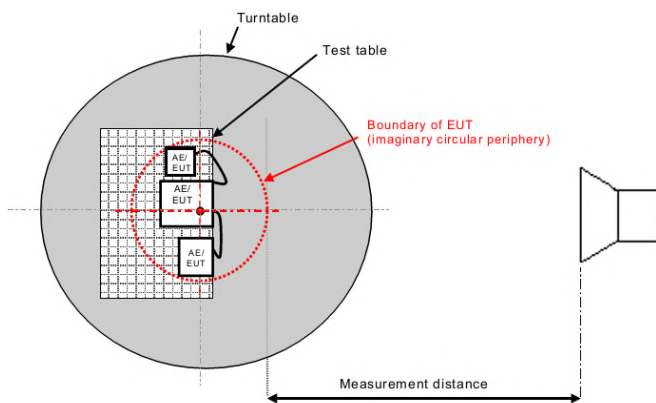 Turntable
Test table
Boundary of EUT
(imaginary circular periphery)
AE/
EUT
AE/
EUT
AE/
EUT
Measurement distance